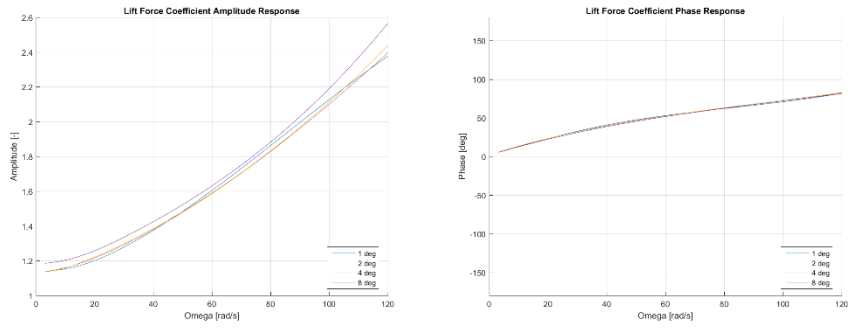 Lift Force Coefficient Amplitude Response
2.6
2.4
2.2
2
1.8
1.6
1.4
1.2
1
Amplitude [-]
0
20
40
60
80
100
120
Omega [rad/s]
1 deg
2 deg
4 deg
8 deg
Lift Force Coefficient Phase Response
150
100
50
0
-50
-100
-150
Phase [deg]
0
20
40
60
80
100
120
Omega [rad/s]
1 deg
2 deg
4 deg
8 deg